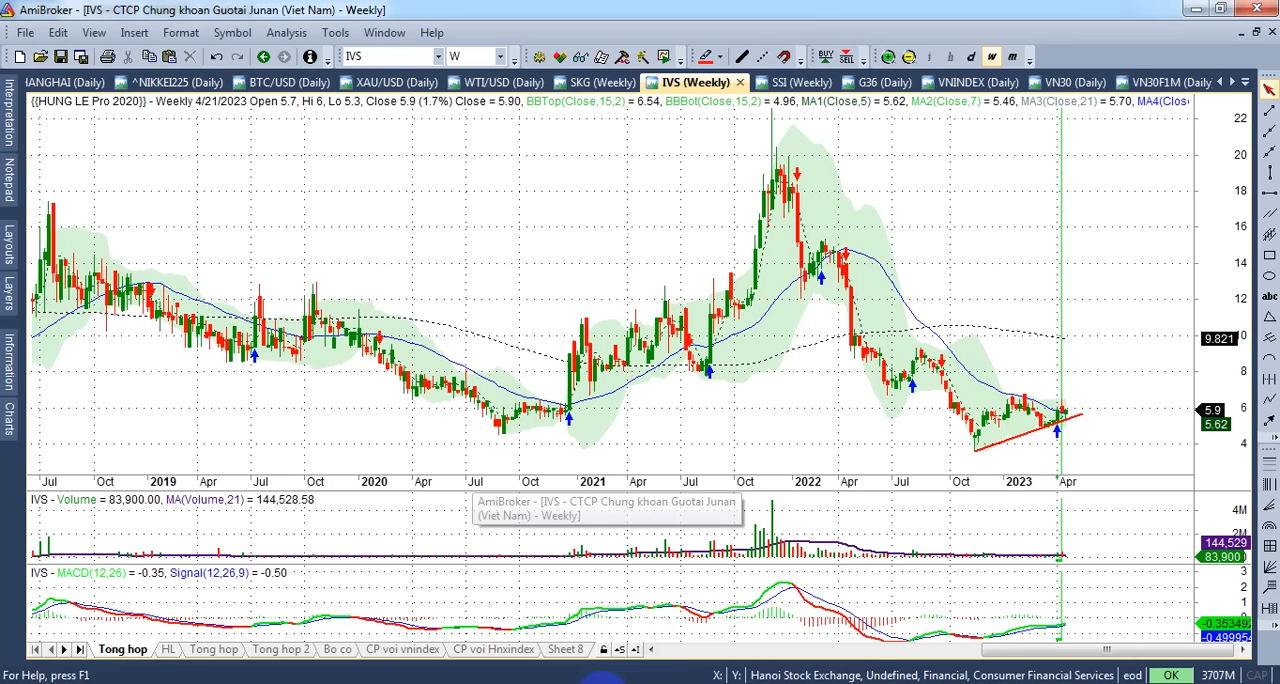 AmiBroker - [IVS - CTCP Chung khoan Guotai Junan (Viet Nam) - Weekly]
File Edit View Insert Format Symbol Analysis Tools Window Help
IVS W BUY SELL i h d w m
HANGHAI (Daily) ^NIKKEI225 (Daily) BTC/USD (Daily) XAU/USD (Daily) WTI/USD (Daily) SKG (Weekly) IVS (Weekly) SSI (Weekly) G36 (Daily) VNINDEX (Daily) VN30 (Daily) VN30F1M (Daily)
{{HUNG LE Pro 2020}} - Weekly 4/21/2023 Open 5.7, Hi 6, Lo 5.3, Close 5.9 (1.7%) Close = 5.90, BBTop(Close,15,2) = 6.54, BBBot(Close,15,2) = 4.96, MA1(Close,5) = 5.62, MA2(Close,7) = 5.46, MA3(Close,21) = 5.70, MA4(Close
Interpretation
Notepad
Layouts
Layers
Information
Charts
abc
22
20
18
16
14
12
10
9.821
8
6
5.9
5.62
4
Jul Oct 2019 Apr Jul Oct 2020 Apr Jul Oct 2021 Apr Jul Oct 2022 Apr Jul Oct 2023 Apr
IVS - Volume = 83,900.00, MA(Volume,21) = 144,528.58
AmiBroker - [IVS - CTCP Chung khoan Guotai Junan
(Viet Nam) - Weekly]
4M
2M
144,529
83,900
IVS - MACD(12,26) = -0.35, Signal(12,26,9) = -0.50
3
2
1
-0.353492
-0.499954
Tong hop HL Tong hop Tong hop 2 Bo co CP voi vnindex CP voi Hnxindex Sheet 8
For Help, press F1 X: Y: Hanoi Stock Exchange, Undefined, Financial, Consumer Financial Services eod OK 3707M CAP